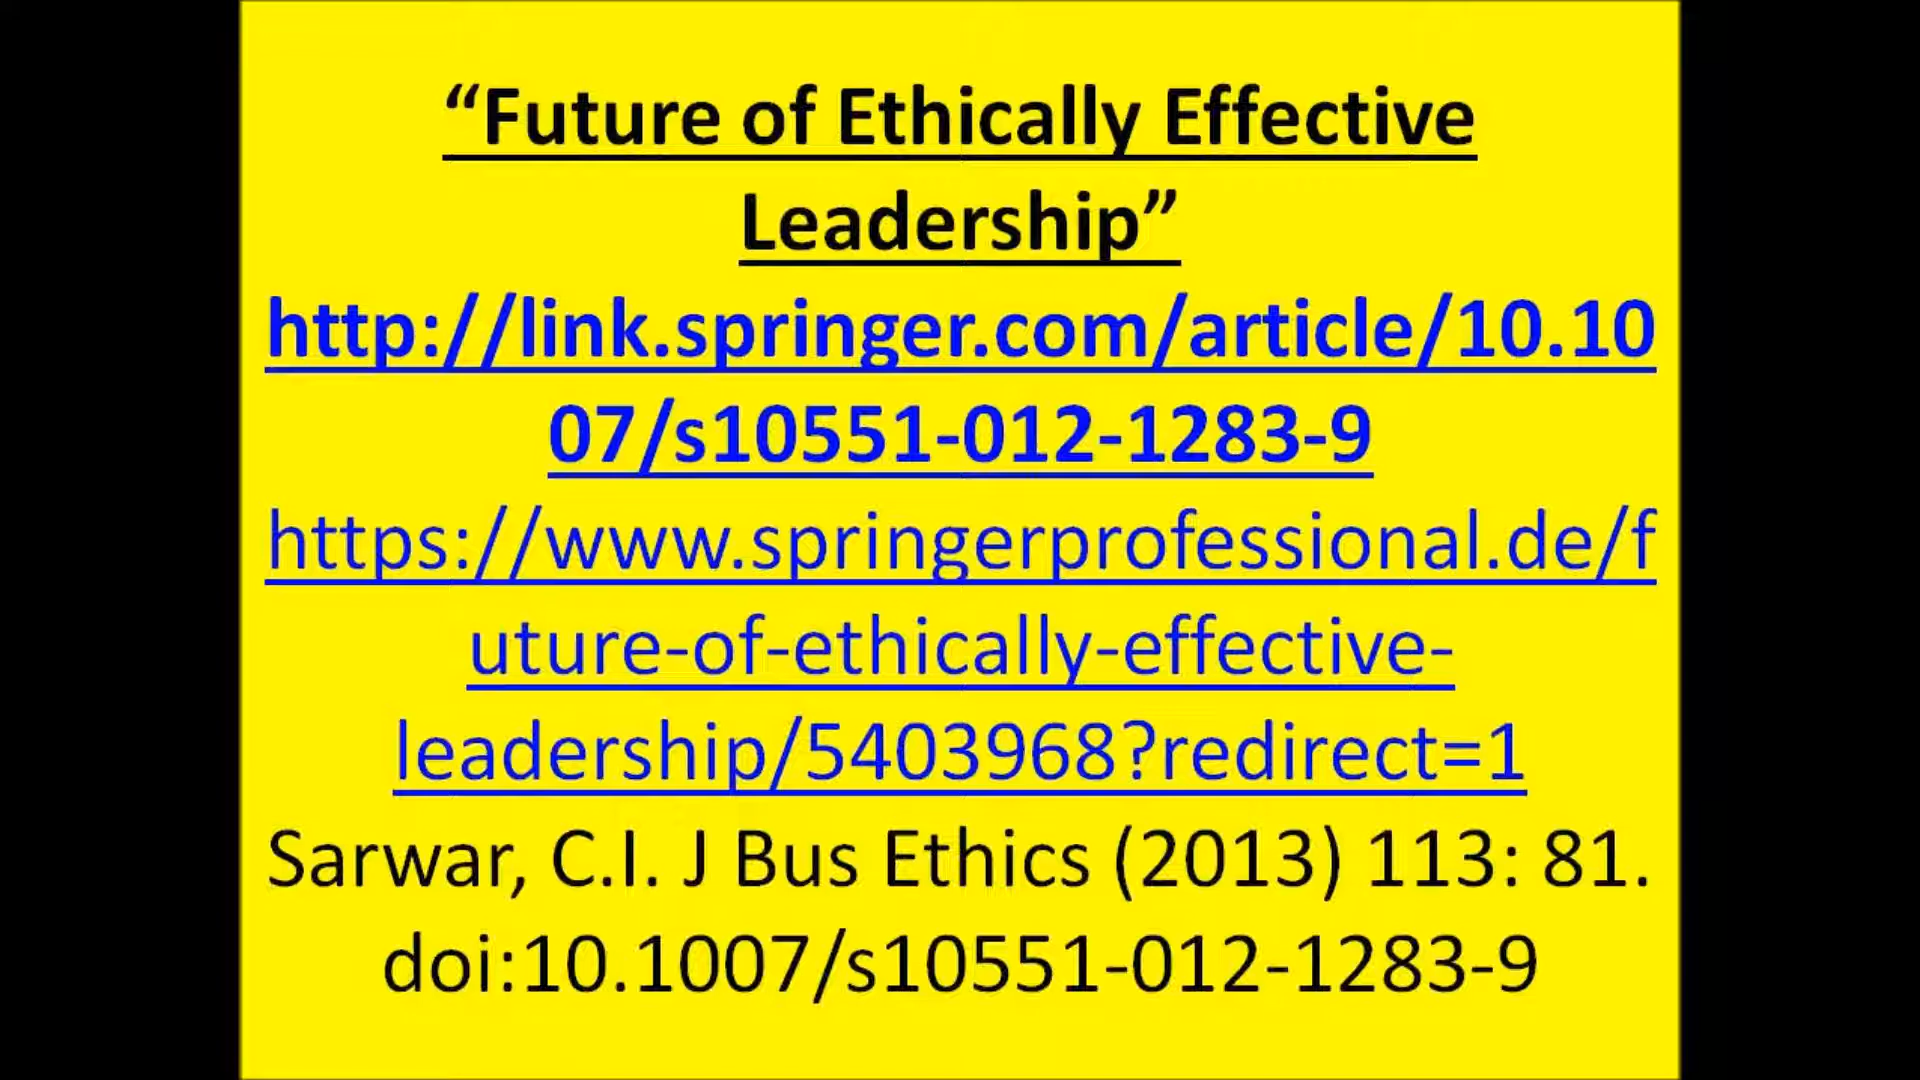 “Future of Ethically Effective
Leadership”
http://link.springer.com/article/10.10
07/s10551-012-1283-9
https://www.springerprofessional.de/f
uture-of-ethically-effective-
leadership/5403968?redirect=1
Sarwar, C.I. J Bus Ethics (2013) 113: 81.
doi:10.1007/s10551-012-1283-9